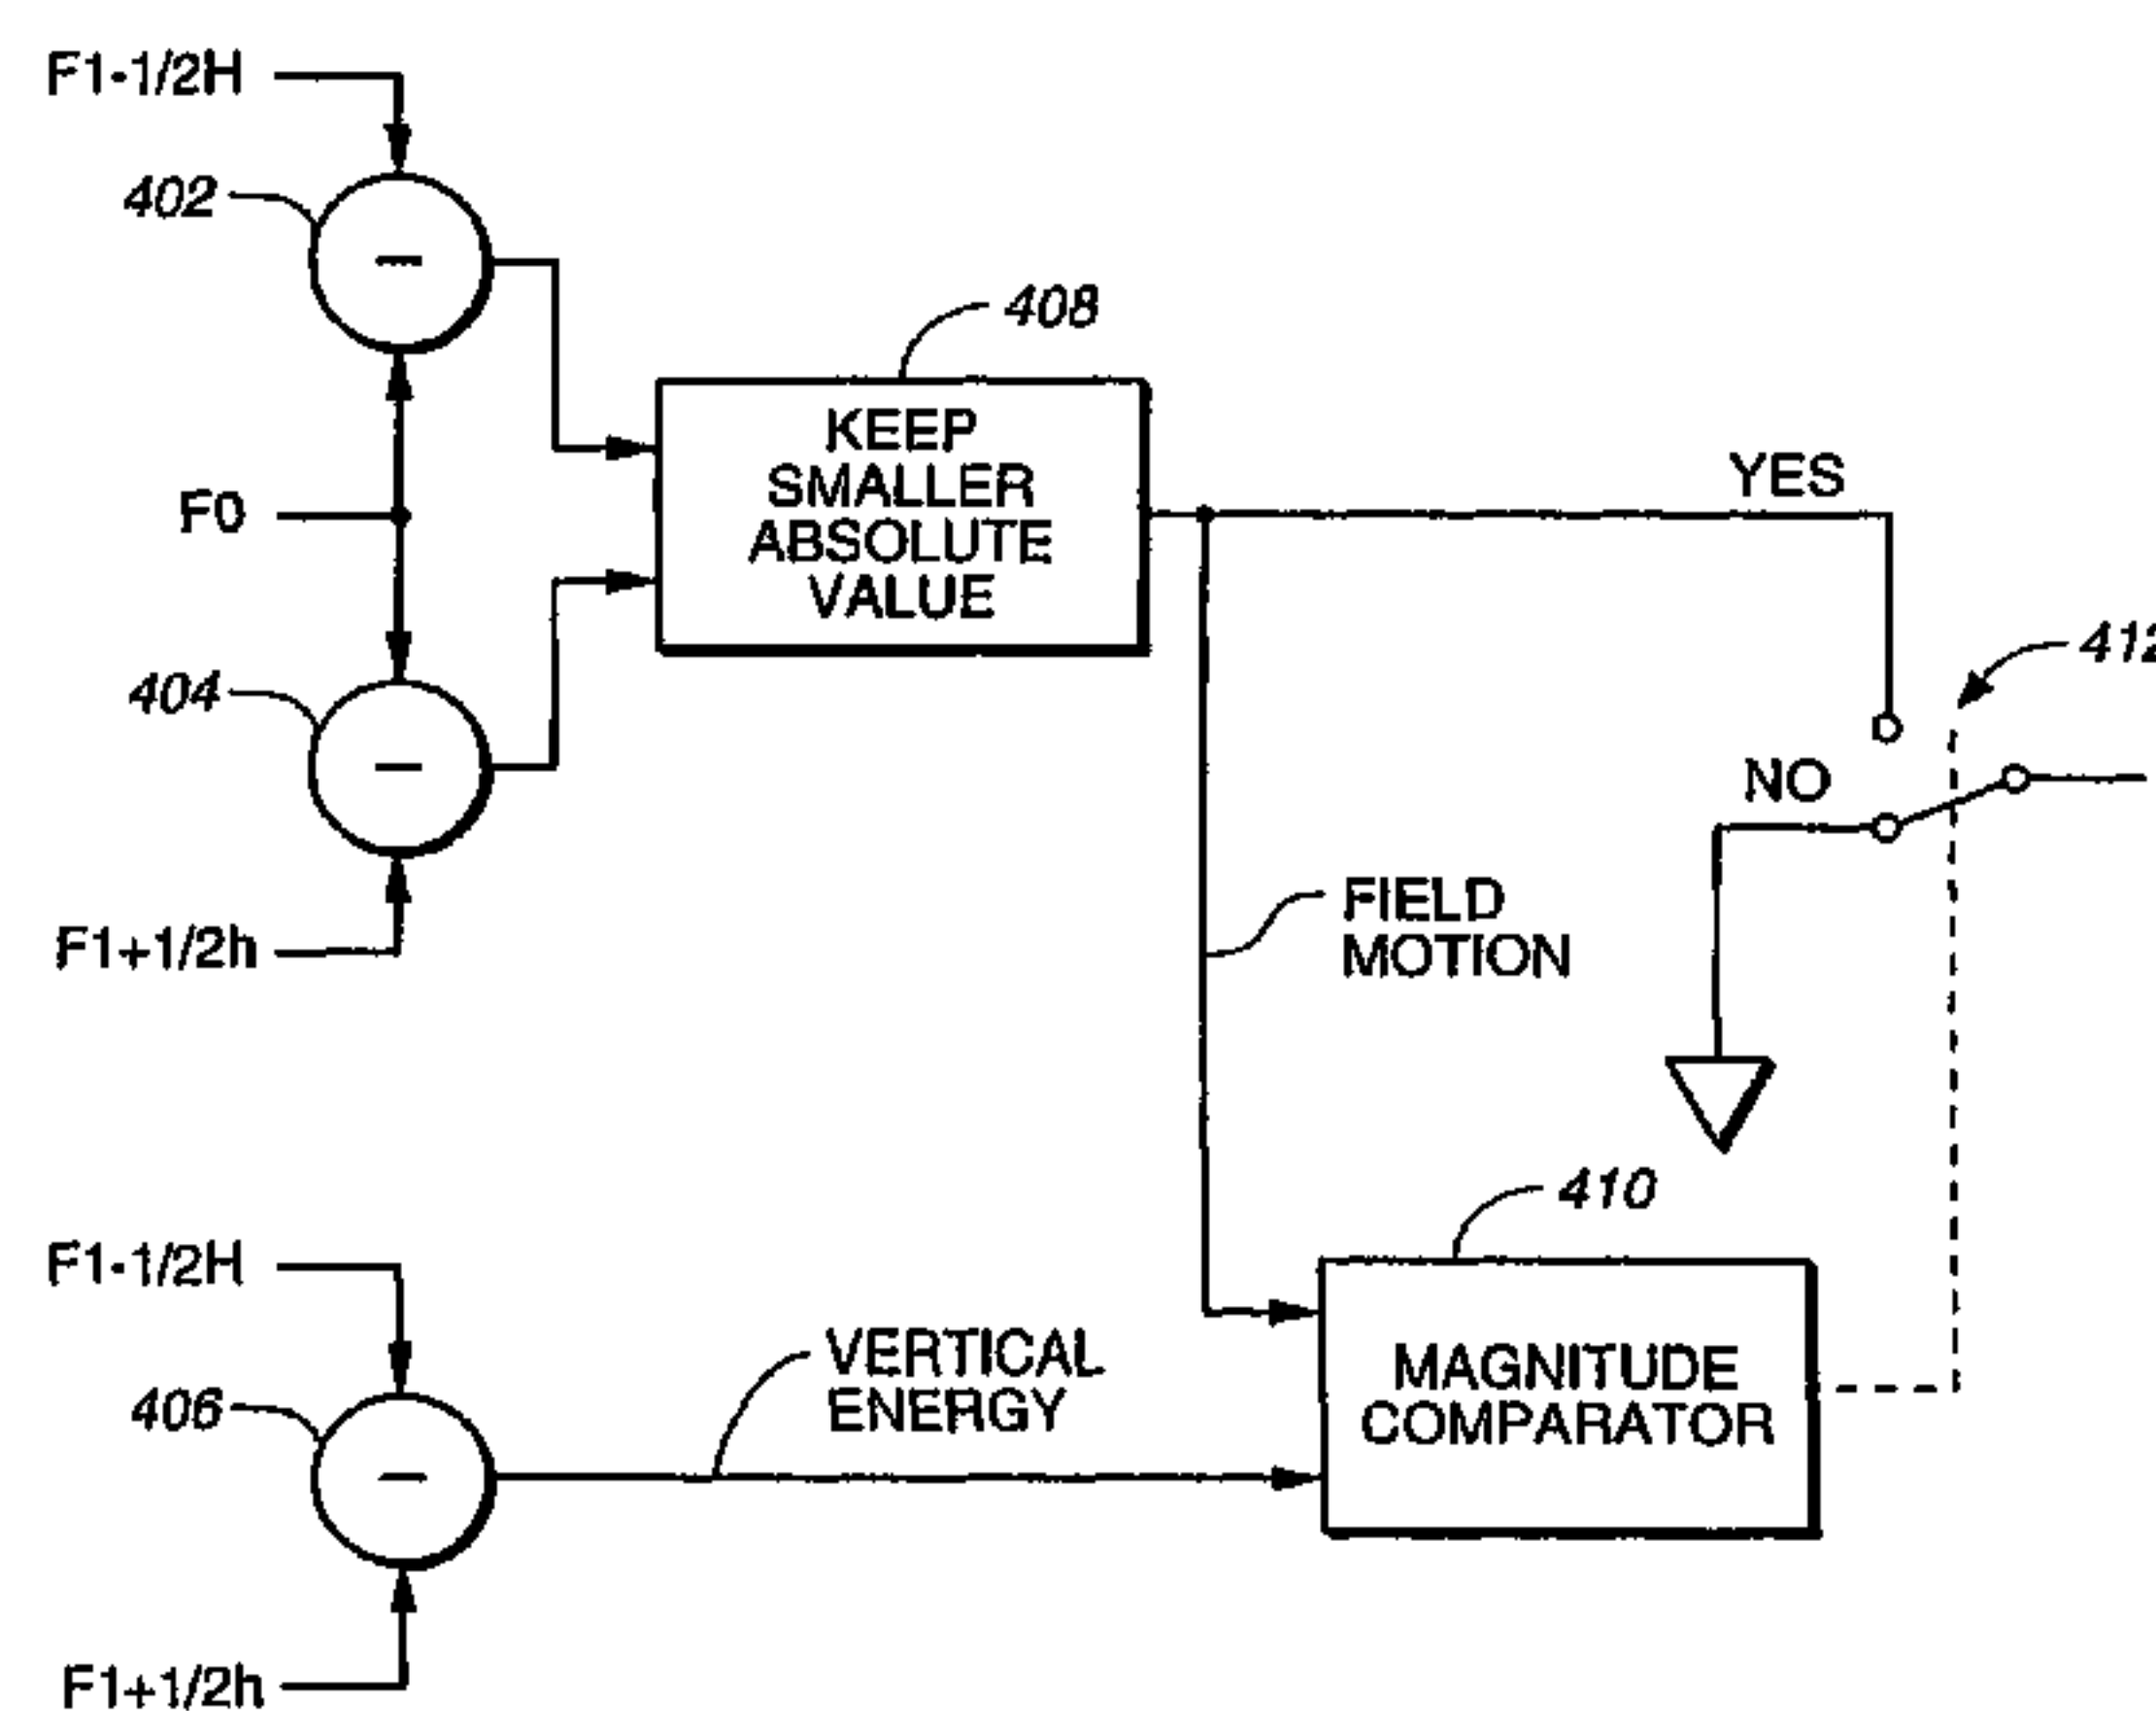 F1-1/2H
402
—
408
KEEP
SMALLER
ABSOLUTE
VALUE
YES
F0
404
—
NO
F1+1/2h
FIELD
MOTION
410
F1-1/2H
406
—
VERTICAL
ENERGY
MAGNITUDE
COMPARATOR
F1+1/2h